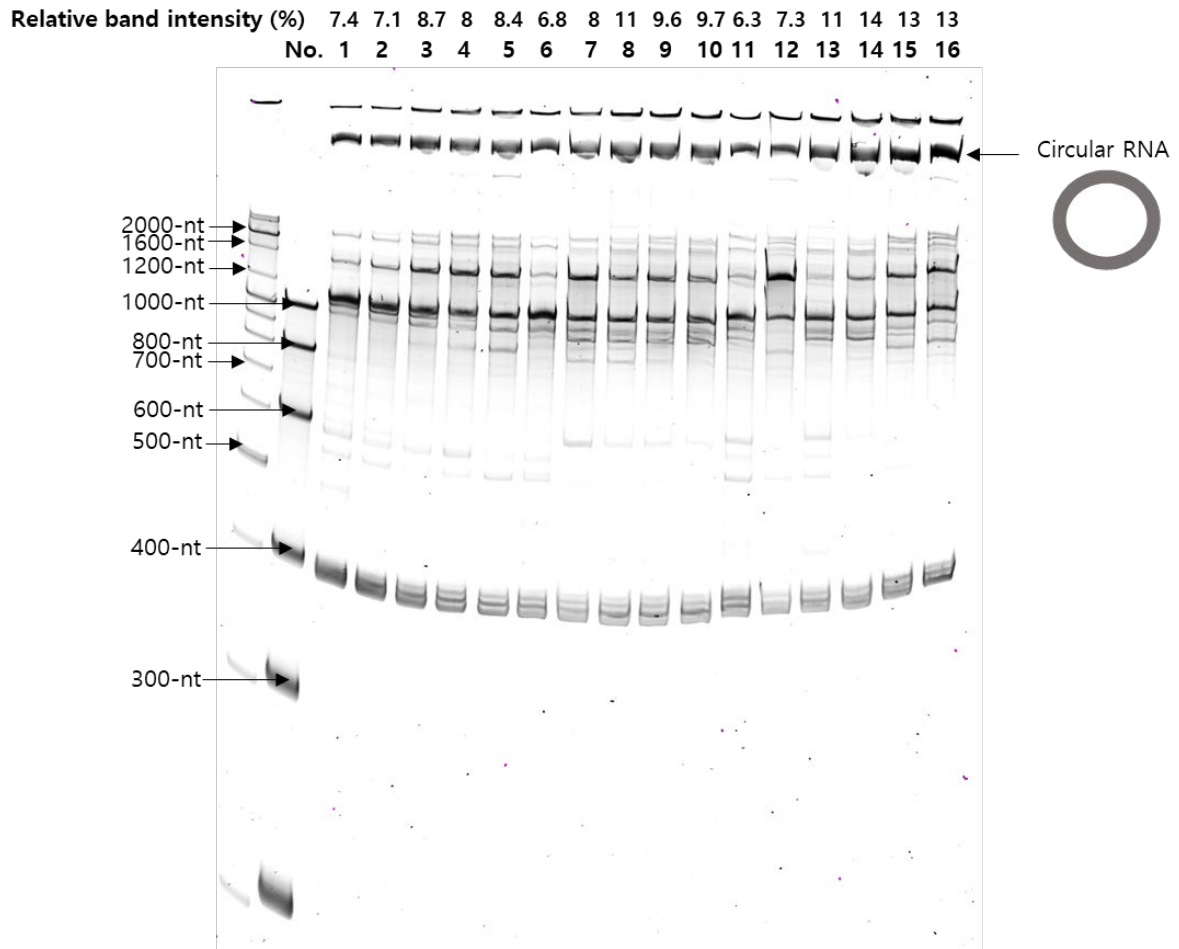 Relative band intensity (%) 7.4 7.1 8.7 8 8.4 6.8 8 11 9.6 9.7 6.3 7.3 11 14 13 13
No. 1 2 3 4 5 6 7 8 9 10 11 12 13 14 15 16
Circular RNA
2000-nt
1600-nt
1200-nt
1000-nt
800-nt
700-nt
600-nt
500-nt
400-nt
300-nt